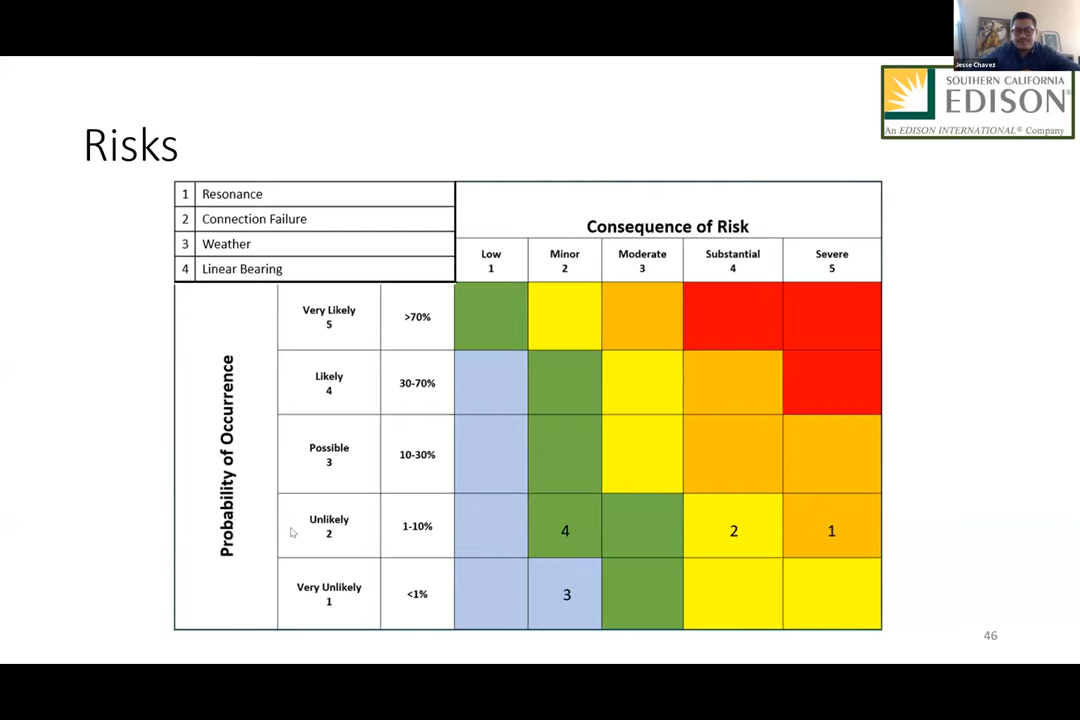 Jesse Chavez
SOUTHERN CALIFORNIA
EDISON®
An EDISON INTERNATIONAL® Company
Risks
1 Resonance
2 Connection Failure
3 Weather
4 Linear Bearing
Consequence of Risk
Low Minor Moderate Substantial Severe
1 2 3 4 5
Probability of Occurrence
Very Likely
5
>70%
Likely
4
30-70%
Possible
3
10-30%
Unlikely
2
1-10%
4 2 1
Very Unlikely
1
<1%
3
46